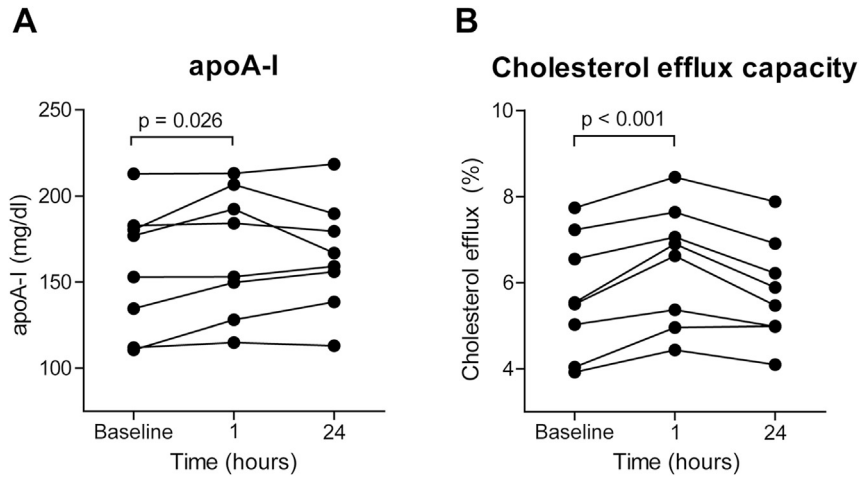 A
apoA-I
250
200
150
100
apoA-I (mg/dl)
p = 0.026
Baseline
1
24
Time (hours)
B
Cholesterol efflux capacity
10
8
6
4
Cholesterol efflux (%)
p < 0.001
Baseline
1
24
Time (hours)